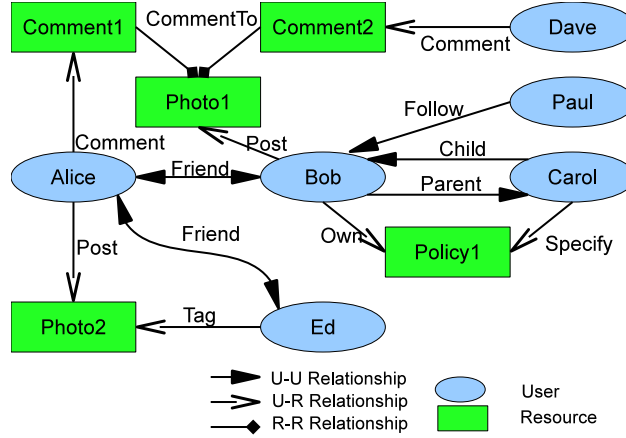 Comment1
CommentTo
Comment2
Comment
Dave
Photo1
Follow
Paul
Comment
Post
Child
Alice
Friend
Bob
Parent
Carol
Post
Friend
Own
Policy1
Specify
Photo2
Tag
Ed
U-U Relationship
User
U-R Relationship
Resource
R-R Relationship